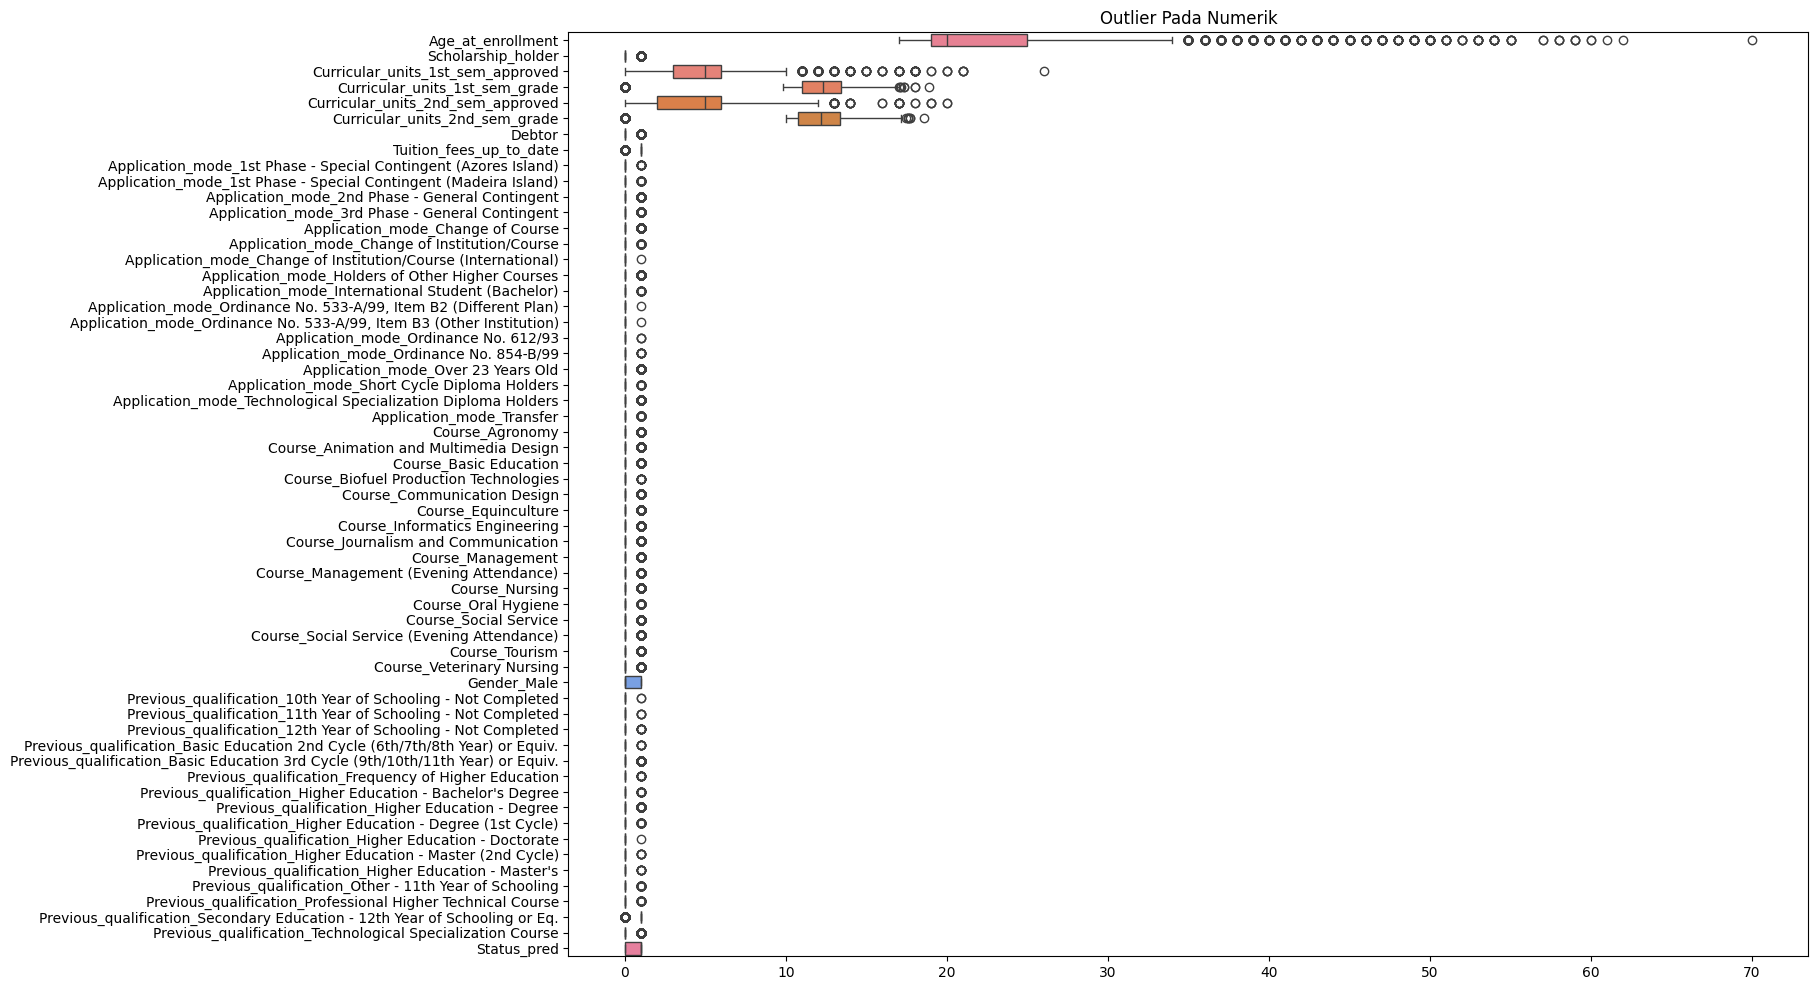 Outlier Pada Numerik
Age_at_enrollment
Scholarship_holder
Curricular_units_1st_sem_approved
Curricular_units_1st_sem_grade
Curricular_units_2nd_sem_approved
Curricular_units_2nd_sem_grade
Debtor
Tuition_fees_up_to_date
Application_mode_1st Phase - Special Contingent (Azores Island)
Application_mode_1st Phase - Special Contingent (Madeira Island)
Application_mode_2nd Phase - General Contingent
Application_mode_3rd Phase - General Contingent
Application_mode_Change of Course
Application_mode_Change of Institution/Course
Application_mode_Change of Institution/Course (International)
Application_mode_Holders of Other Higher Courses
Application_mode_International Student (Bachelor)
Application_mode_Ordinance No. 533-A/99, Item B2 (Different Plan)
Application_mode_Ordinance No. 533-A/99, Item B3 (Other Institution)
Application_mode_Ordinance No. 612/93
Application_mode_Ordinance No. 854-B/99
Application_mode_Over 23 Years Old
Application_mode_Short Cycle Diploma Holders
Application_mode_Technological Specialization Diploma Holders
Application_mode_Transfer
Course_Agronomy
Course_Animation and Multimedia Design
Course_Basic Education
Course_Biofuel Production Technologies
Course_Communication Design
Course_Equinculture
Course_Informatics Engineering
Course_Journalism and Communication
Course_Management
Course_Management (Evening Attendance)
Course_Nursing
Course_Oral Hygiene
Course_Social Service
Course_Social Service (Evening Attendance)
Course_Tourism
Course_Veterinary Nursing
Gender_Male
Previous_qualification_10th Year of Schooling - Not Completed
Previous_qualification_11th Year of Schooling - Not Completed
Previous_qualification_12th Year of Schooling - Not Completed
Previous_qualification_Basic Education 2nd Cycle (6th/7th/8th Year) or Equiv.
Previous_qualification_Basic Education 3rd Cycle (9th/10th/11th Year) or Equiv.
Previous_qualification_Frequency of Higher Education
Previous_qualification_Higher Education - Bachelor's Degree
Previous_qualification_Higher Education - Degree
Previous_qualification_Higher Education - Degree (1st Cycle)
Previous_qualification_Higher Education - Doctorate
Previous_qualification_Higher Education - Master (2nd Cycle)
Previous_qualification_Higher Education - Master's
Previous_qualification_Other - 11th Year of Schooling
Previous_qualification_Professional Higher Technical Course
Previous_qualification_Secondary Education - 12th Year of Schooling or Eq.
Previous_qualification_Technological Specialization Course
Status_pred
0 10 20 30 40 50 60 70